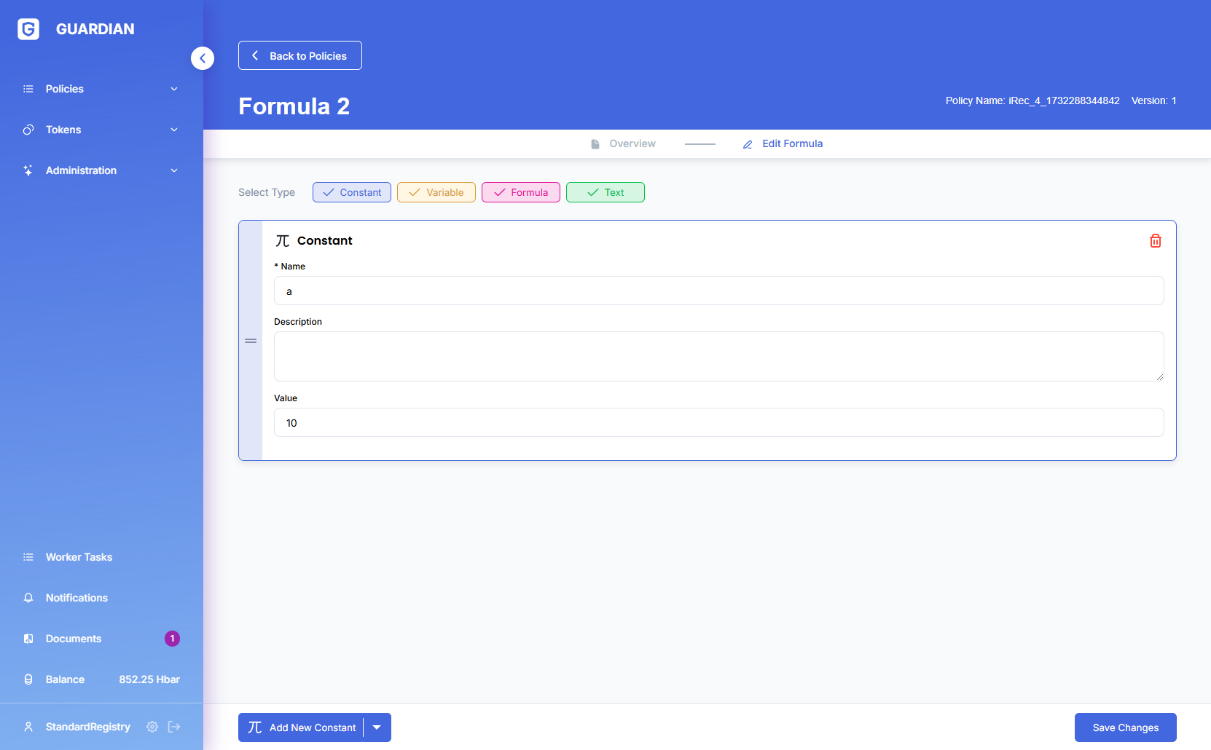 GUARDIAN
Policies
Tokens
Administration
Worker Tasks
Notifications
Documents 1
Balance 852.25 Hbar
StandardRegistry
Back to Policies
Formula 2
Policy Name: iRec_4_1732288344842 Version: 1
Overview Edit Formula
Select Type Constant Variable Formula Text
Constant
* Name
a
Description
Value
10
Add New Constant
Save Changes